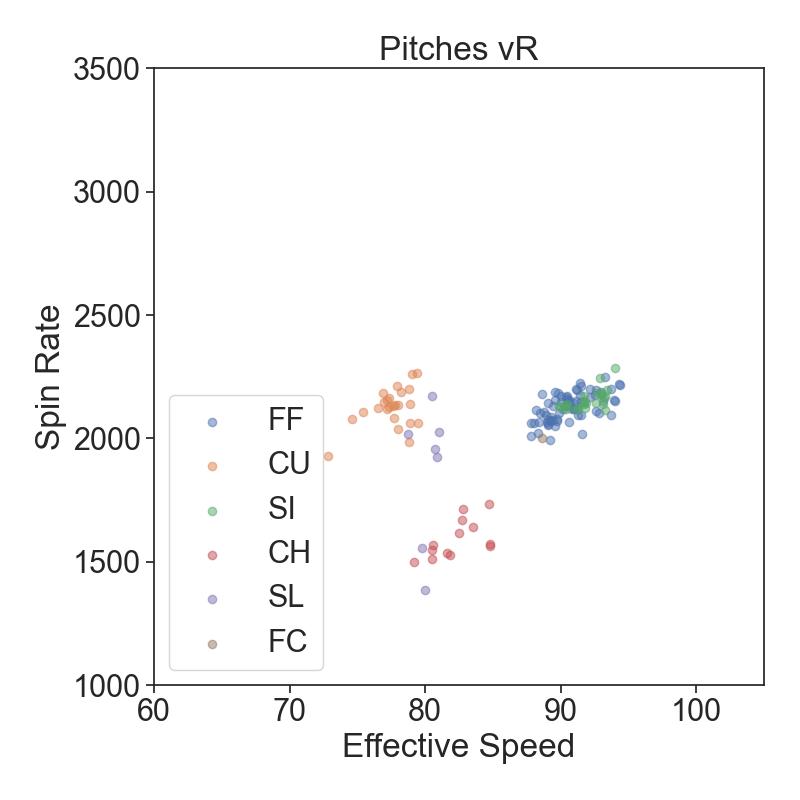 Pitches vR
3500
3000
2500
2000
1500
1000
Spin Rate
FF
CU
SI
CH
SL
FC
60 70 80 90 100
Effective Speed